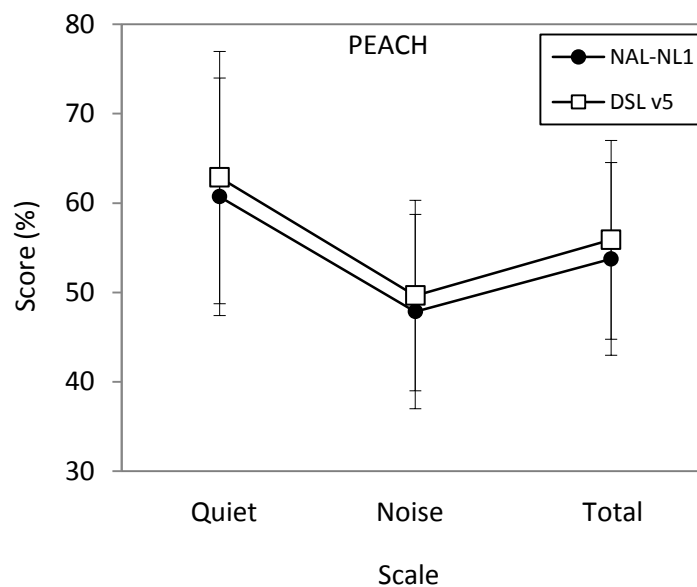 PEACH
NAL-NL1
DSL v5
Score (%)
80
70
60
50
40
30
Quiet Noise Total
Scale